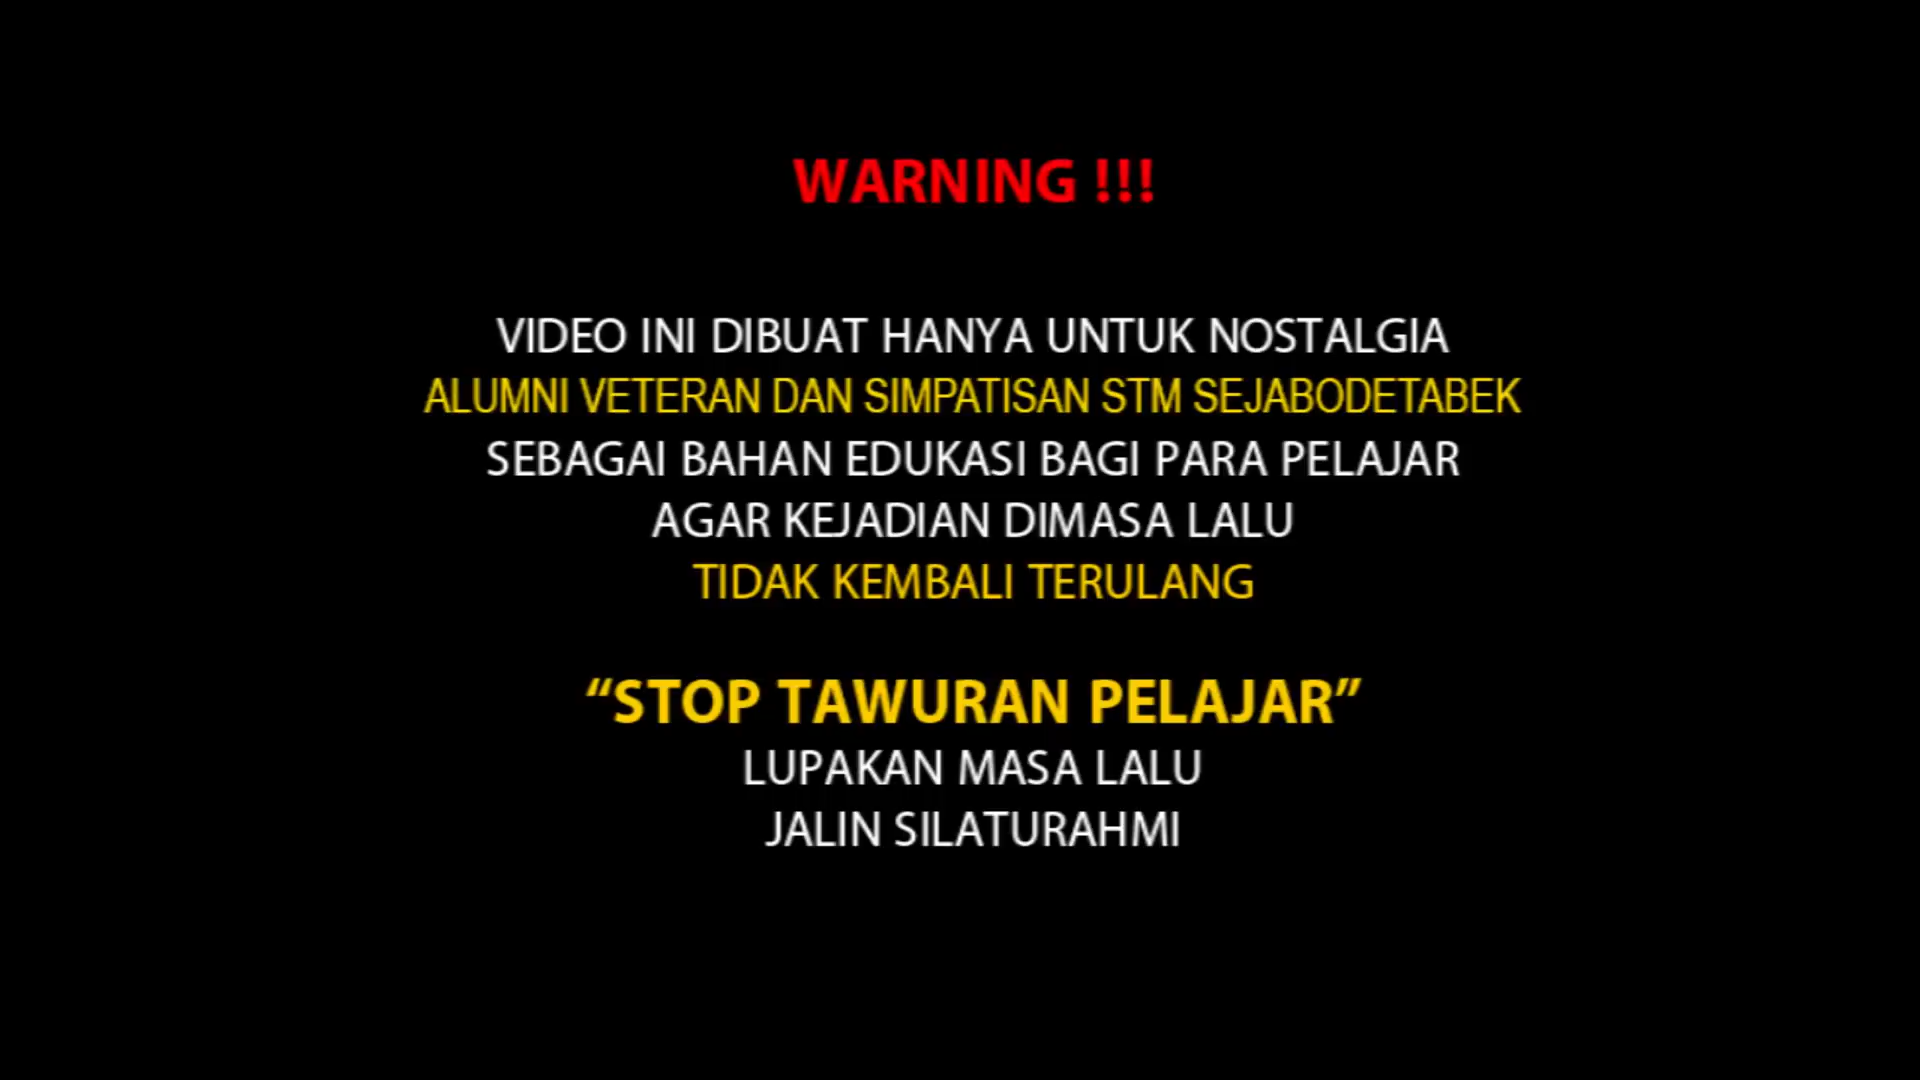 WARNING !!!
VIDEO INI DIBUAT HANYA UNTUK NOSTALGIA
ALUMNI VETERAN DAN SIMPATISAN STM SEJABODETABEK
SEBAGAI BAHAN EDUKASI BAGI PARA PELAJAR
AGAR KEJADIAN DIMASA LALU
TIDAK KEMBALI TERULANG
“STOP TAWURAN PELAJAR”
LUPAKAN MASA LALU
JALIN SILATURAHMI